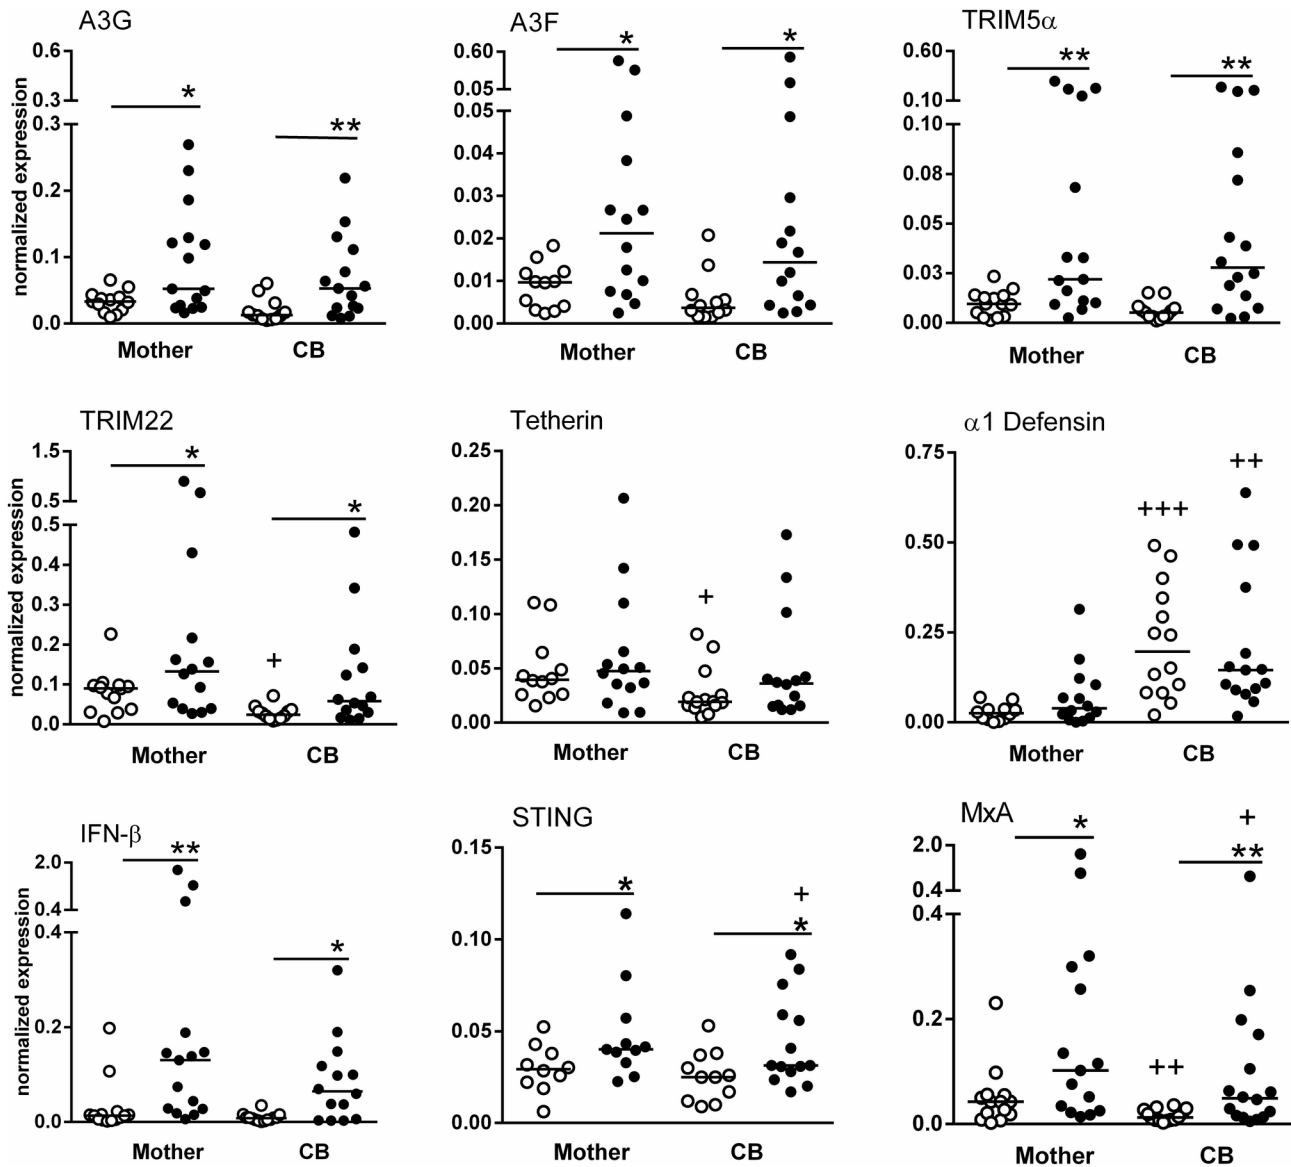 A3G
normalized expression
0.6
0.3
0.3
0.2
0.1
0.0
*
**
Mother
CB
A3F
0.60
0.05
0.05
0.04
0.03
0.02
0.01
0.00
*
*
Mother
CB
TRIM5α
0.60
0.10
0.10
0.08
0.05
0.03
0.00
**
**
Mother
CB
TRIM22
normalized expression
1.5
0.5
0.5
0.4
0.3
0.2
0.1
0.0
*
*
+
Mother
CB
Tetherin
0.25
0.20
0.15
0.10
0.05
0.00
+
Mother
CB
α1 Defensin
0.75
0.50
0.25
0.00
+++
++
Mother
CB
IFN-β
normalized expression
2.0
0.4
0.4
0.2
0.0
**
*
Mother
CB
STING
0.15
0.10
0.05
0.00
*
+
*
Mother
CB
MxA
2.0
0.4
0.4
0.2
0.0
*
+
**
++
Mother
CB